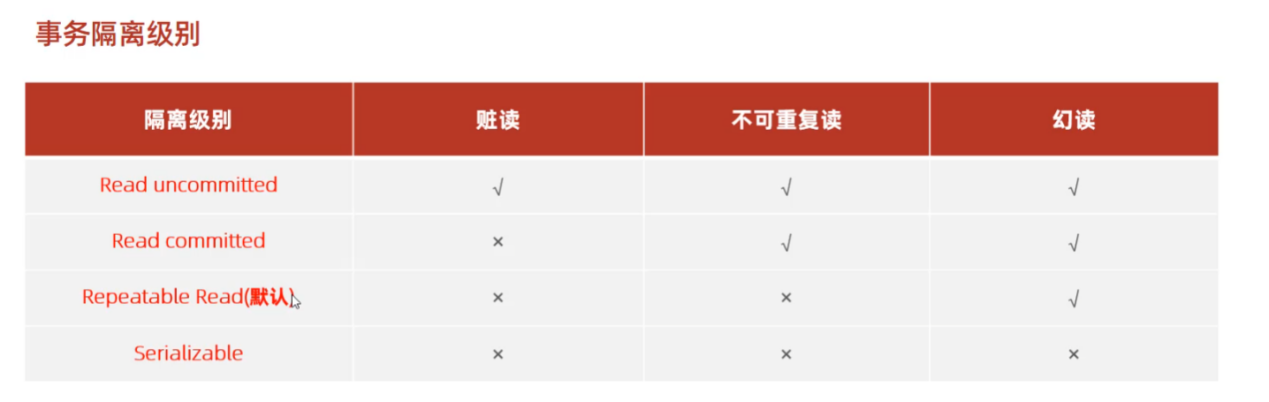 事务隔离级别
隔离级别 脏读 不可重复读 幻读
Read uncommitted √ √ √
Read committed × √ √
Repeatable Read(默认) × × √
Serializable × × ×